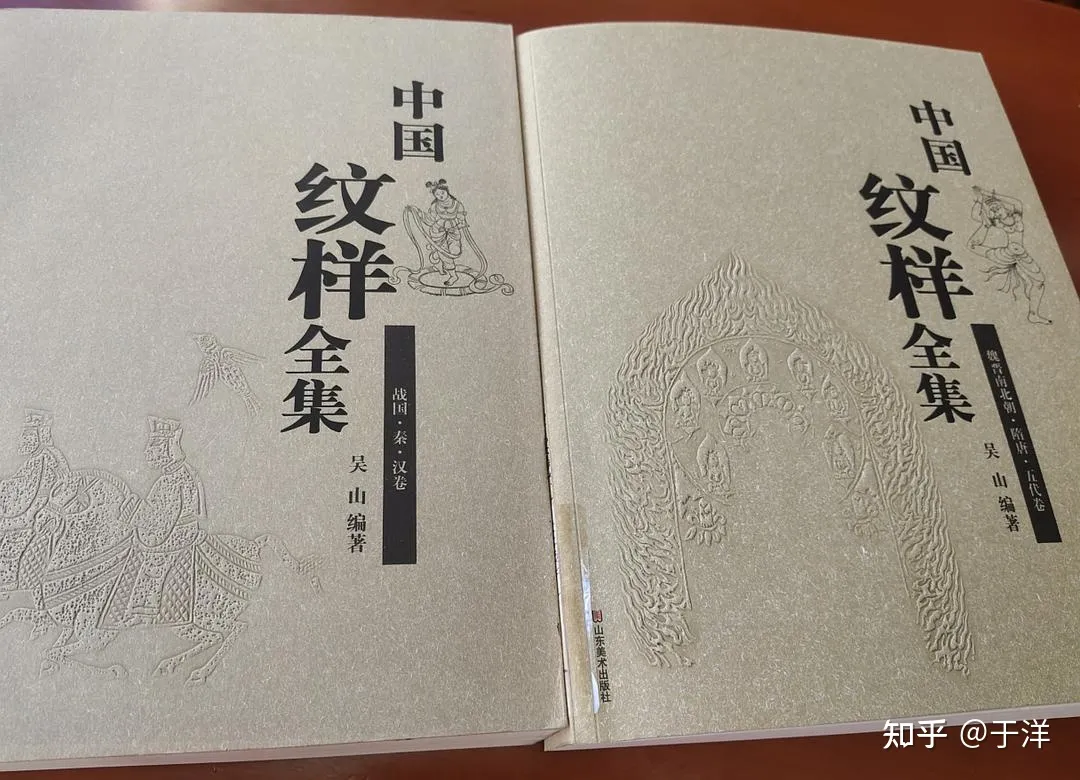 中国
纹样
全集
战国·秦·汉卷
吴山 编著
中国
纹样
全集
魏晋南北朝·隋唐·五代卷
吴山 编著
山东美术出版社
知乎 @于洋